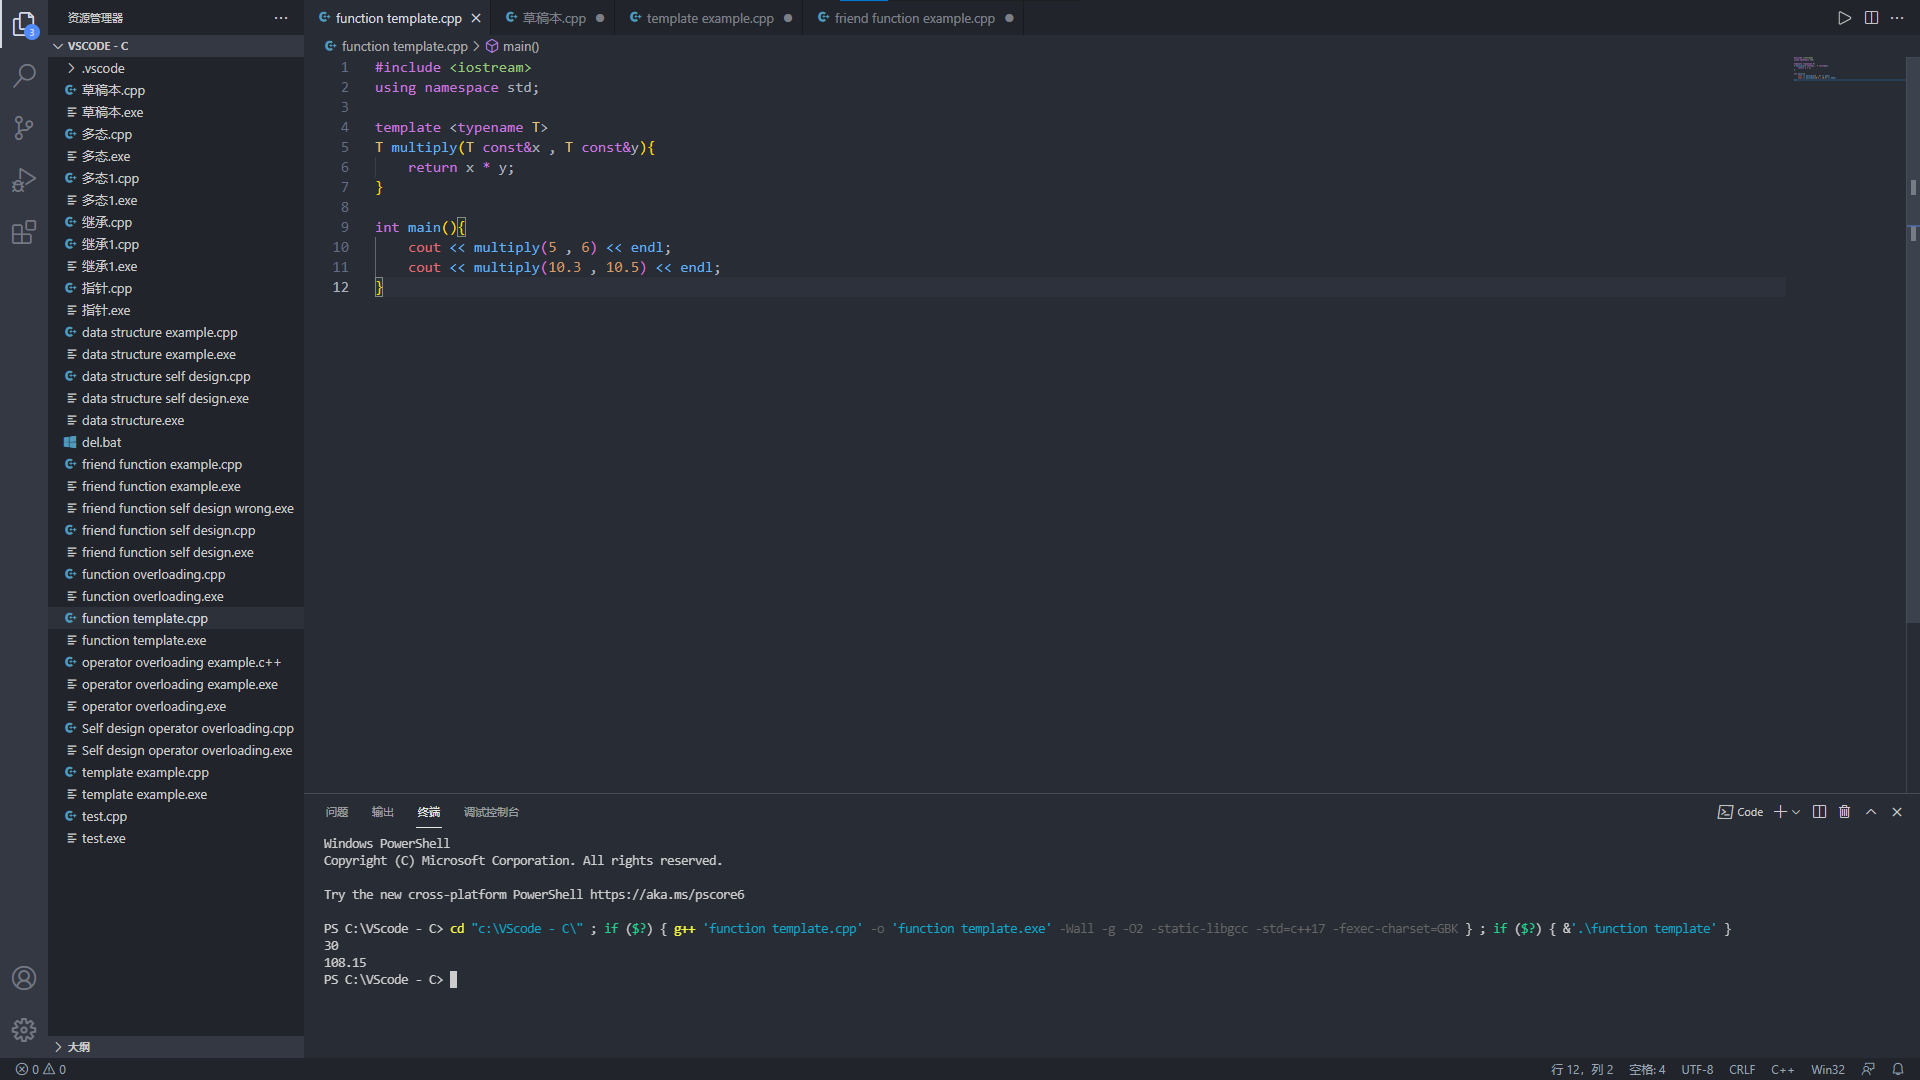 3
资源管理器
VSCODE - C
.vscode
草稿本.cpp
草稿本.exe
多态.cpp
多态.exe
多态1.cpp
多态1.exe
继承.cpp
继承1.cpp
继承1.exe
指针.cpp
指针.exe
data structure example.cpp
data structure example.exe
data structure self design.cpp
data structure self design.exe
data structure.exe
del.bat
friend function example.cpp
friend function example.exe
friend function self design wrong.exe
friend function self design.cpp
friend function self design.exe
function overloading.cpp
function overloading.exe
function template.cpp
function template.exe
operator overloading example.c++
operator overloading example.exe
operator overloading.exe
Self design operator overloading.cpp
Self design operator overloading.exe
template example.cpp
template example.exe
test.cpp
test.exe
大纲
function template.cpp 草稿本.cpp template example.cpp friend function example.cpp
function template.cpp > main()
1 #include <iostream>
2 using namespace std;
3
4 template <typename T>
5 T multiply(T const&x , T const&y){
6 return x * y;
7 }
8
9 int main(){
10 cout << multiply(5 , 6) << endl;
11 cout << multiply(10.3 , 10.5) << endl;
12 }
问题 输出 终端 调试控制台 Code
Windows PowerShell
Copyright (C) Microsoft Corporation. All rights reserved.
Try the new cross-platform PowerShell https://aka.ms/pscore6
PS C:\VScode - C> cd "c:\VScode - C\" ; if ($?) { g++ 'function template.cpp' -o 'function template.exe' -Wall -g -O2 -static-libgcc -std=c++17 -fexec-charset=GBK } ; if ($?) { &'.\function template' }
30
108.15
PS C:\VScode - C>
0 0 行 12，列 2 空格: 4 UTF-8 CRLF C++ Win32